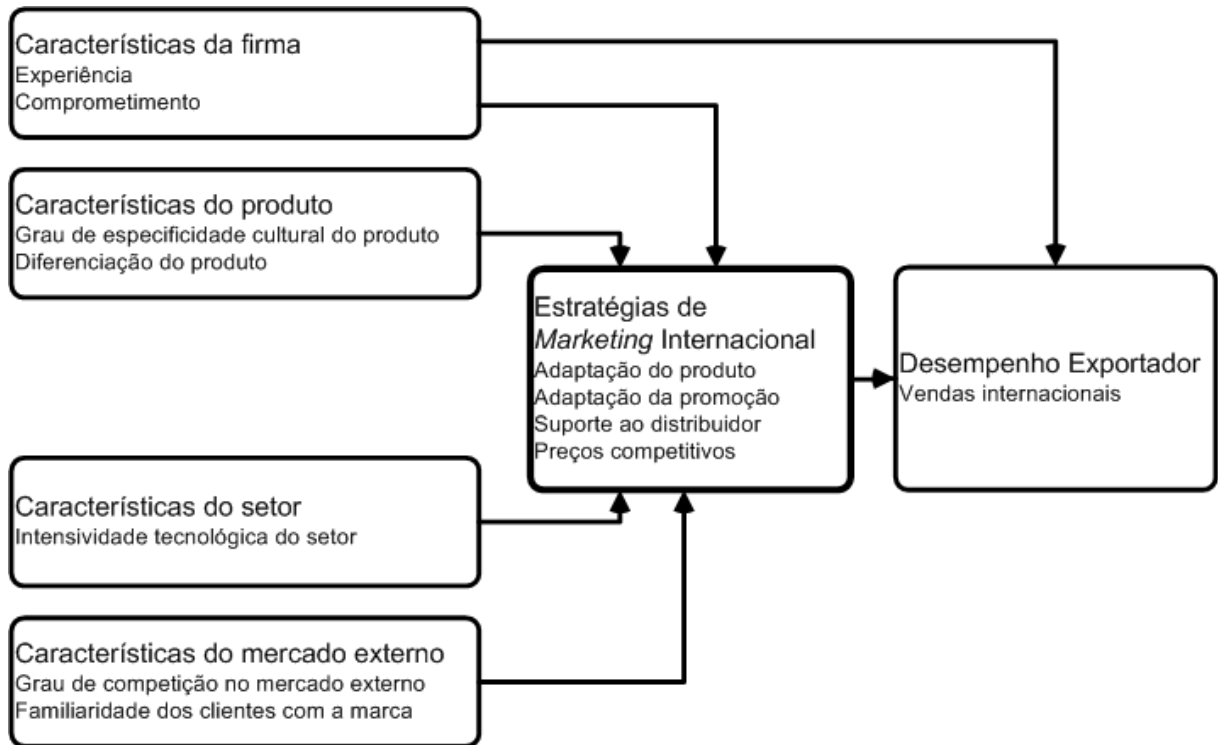 Características da firma
Experiência
Comprometimento
Características do produto
Grau de especificidade cultural do produto
Diferenciação do produto
Estratégias de
Marketing Internacional
Adaptação do produto
Adaptação da promoção
Suporte ao distribuidor
Preços competitivos
Desempenho Exportador
Vendas internacionais
Características do setor
Intensividade tecnológica do setor
Características do mercado externo
Grau de competição no mercado externo
Familiaridade dos clientes com a marca